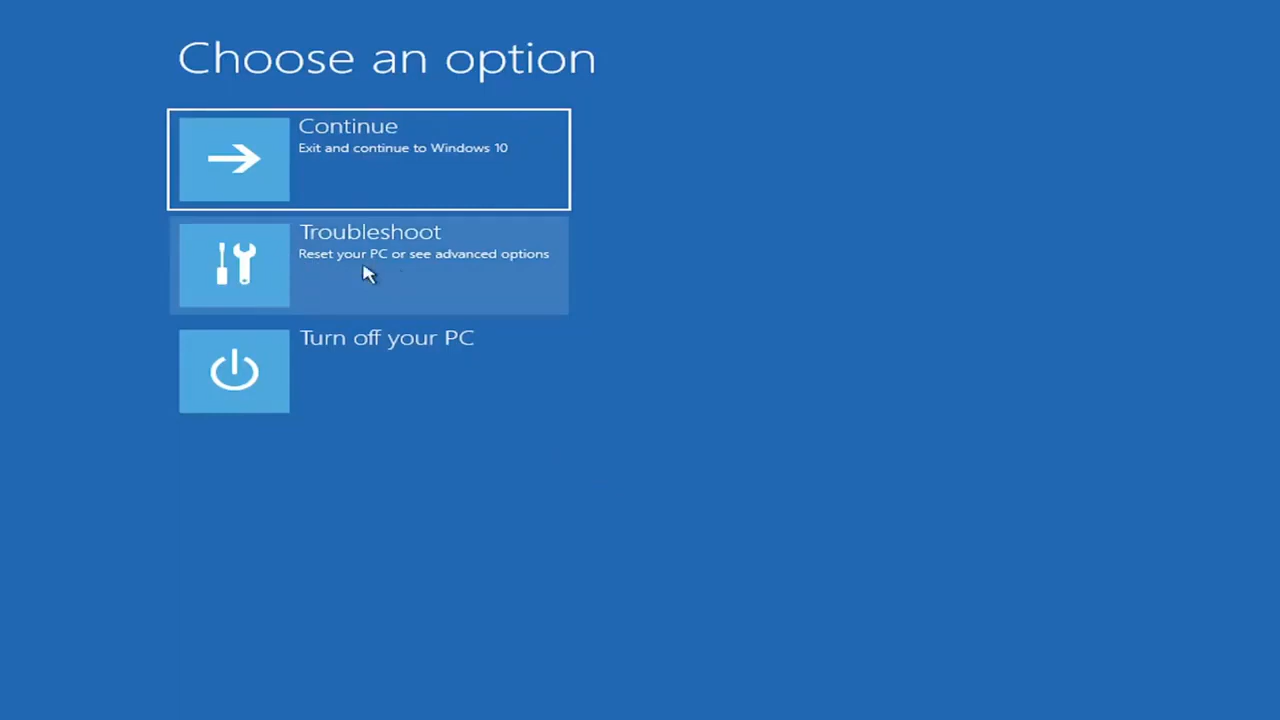 Choose an option
Continue
Exit and continue to Windows 10
Troubleshoot
Reset your PC or see advanced options
Turn off your PC